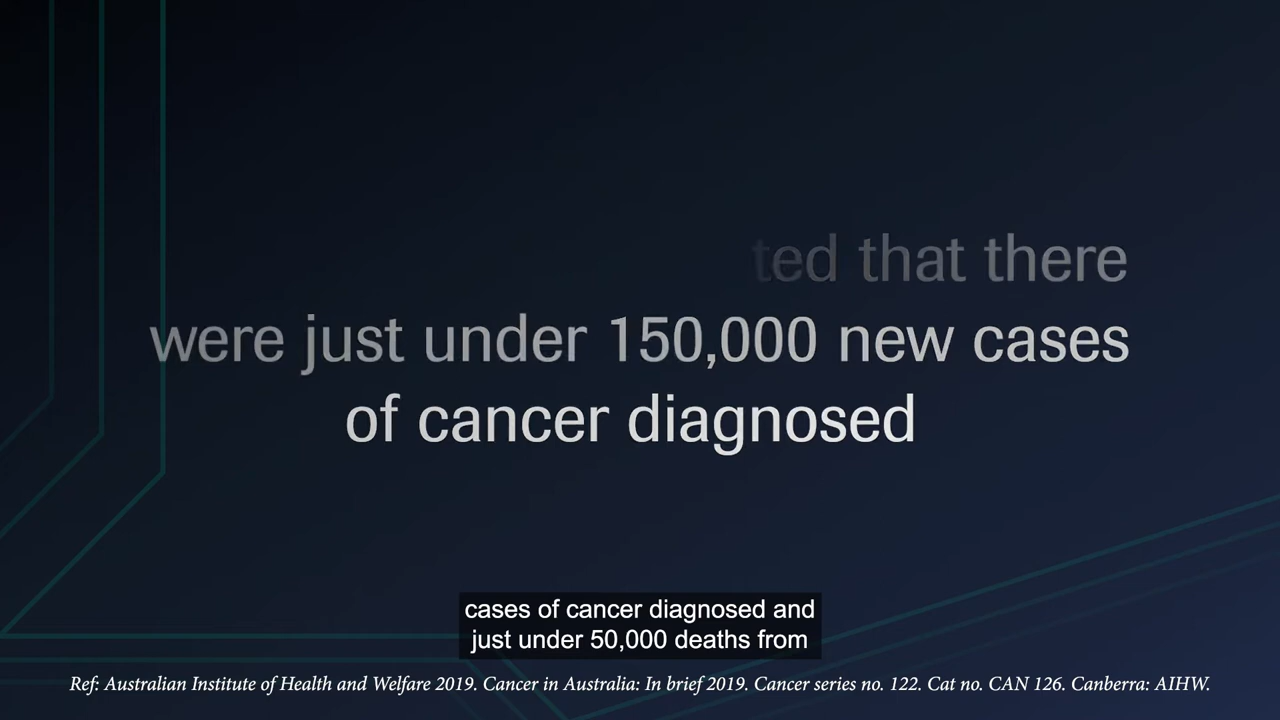 ted that there
were just under 150,000 new cases
of cancer diagnosed
cases of cancer diagnosed and
just under 50,000 deaths from
Ref: Australian Institute of Health and Welfare 2019. Cancer in Australia: In brief 2019. Cancer series no. 122. Cat no. CAN 126. Canberra: AIHW.